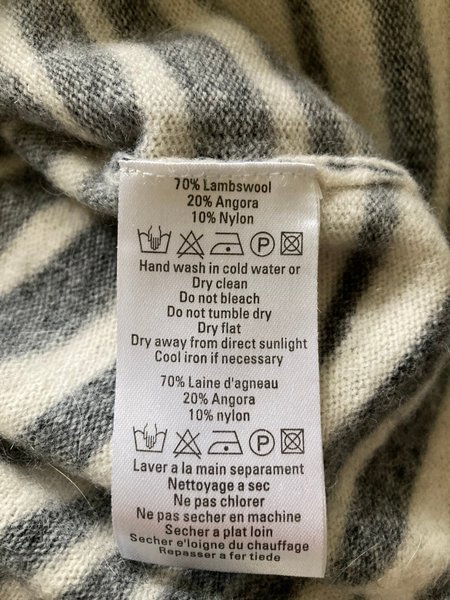 70% Lambswool
20% Angora
10% Nylon
P
Hand wash in cold water or
Dry clean
Do not bleach
Do not tumble dry
Dry flat
Dry away from direct sunlight
Cool iron if necessary
70% Laine d'agneau
20% Angora
10% nylon
P
Laver a la main separament
Nettoyage a sec
Ne pas chlorer
Ne pas secher en machine
Secher a plat loin
Secher e'loigne du chauffage
Repasser a fer tiede